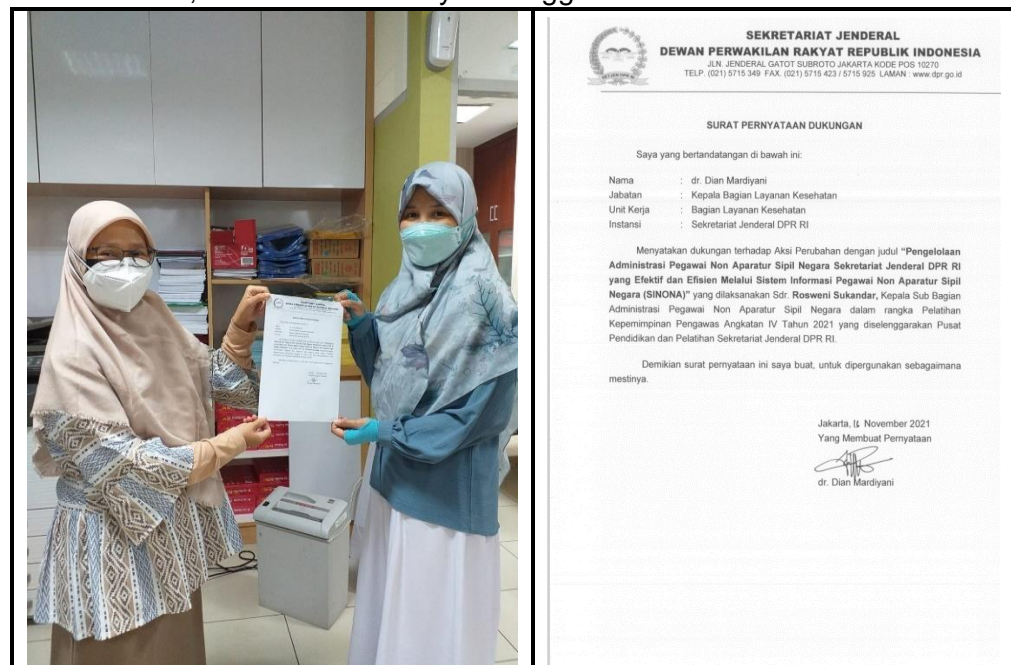 SEKRETARIAT JENDERAL
DEWAN PERWAKILAN RAKYAT REPUBLIK INDONESIA
JLN. JENDERAL GATOT SUBROTO JAKARTA KODE POS 10270
TELP. (021) 5715 349 FAX. (021) 5715 423 / 5715 925 LAMAN : www.dpr.go.id
SURAT PERNYATAAN DUKUNGAN
Saya yang bertandatangan di bawah ini:
Nama : dr. Dian Mardiyani
Jabatan : Kepala Bagian Layanan Kesehatan
Unit Kerja : Bagian Layanan Kesehatan
Instansi : Sekretariat Jenderal DPR RI
Menyatakan dukungan terhadap Aksi Perubahan dengan judul “Pengelolaan
Administrasi Pegawai Non Aparatur Sipil Negara Sekretariat Jenderal DPR RI
yang Efektif dan Efisien Melalui Sistem Informasi Pegawai Non Aparatur Sipil
Negara (SINONA)” yang dilaksanakan Sdr. Rosweni Sukandar, Kepala Sub Bagian
Administrasi Pegawai Non Aparatur Sipil Negara dalam rangka Pelatihan
Kepemimpinan Pengawas Angkatan IV Tahun 2021 yang diselenggarakan Pusat
Pendidikan dan Pelatihan Sekretariat Jenderal DPR RI.
Demikian surat pernyataan ini saya buat, untuk dipergunakan sebagaimana
mestinya.
Jakarta, November 2021
Yang Membuat Pernyataan
dr. Dian Mardiyani